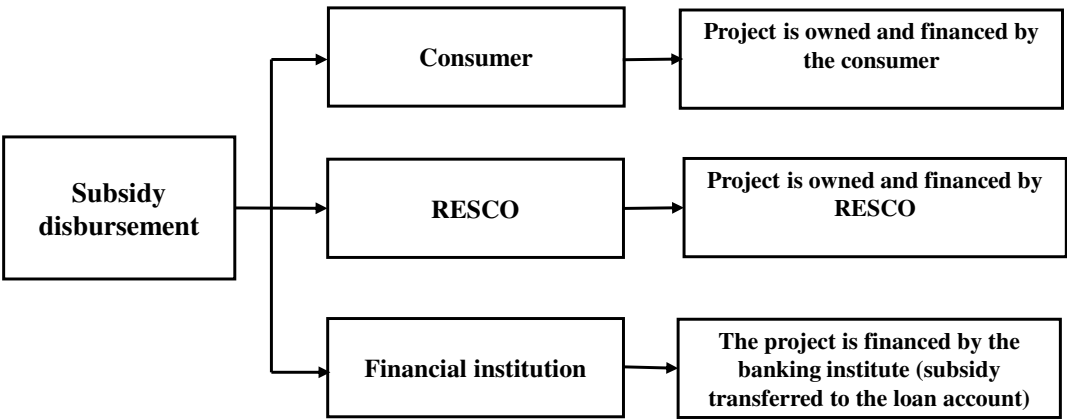 Subsidy
disbursement
Consumer
Project is owned and financed by
the consumer
RESCO
Project is owned and financed by
RESCO
Financial institution
The project is financed by the
banking institute (subsidy
transferred to the loan account)